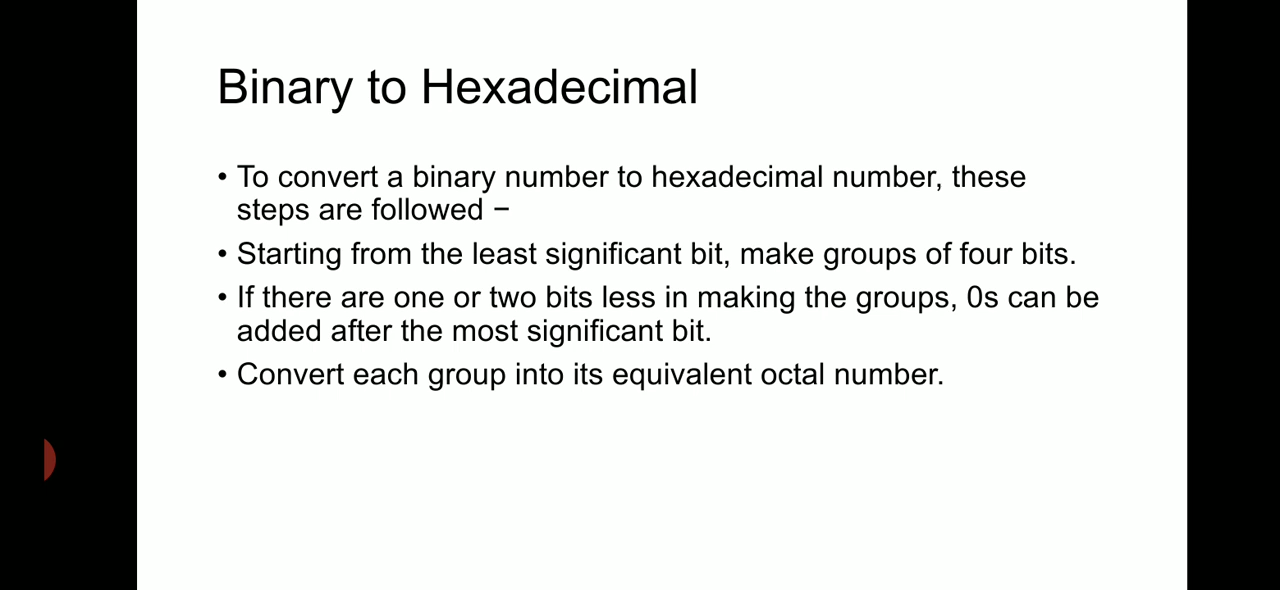 Binary to Hexadecimal
• To convert a binary number to hexadecimal number, these
steps are followed −
• Starting from the least significant bit, make groups of four bits.
• If there are one or two bits less in making the groups, 0s can be
added after the most significant bit.
• Convert each group into its equivalent octal number.